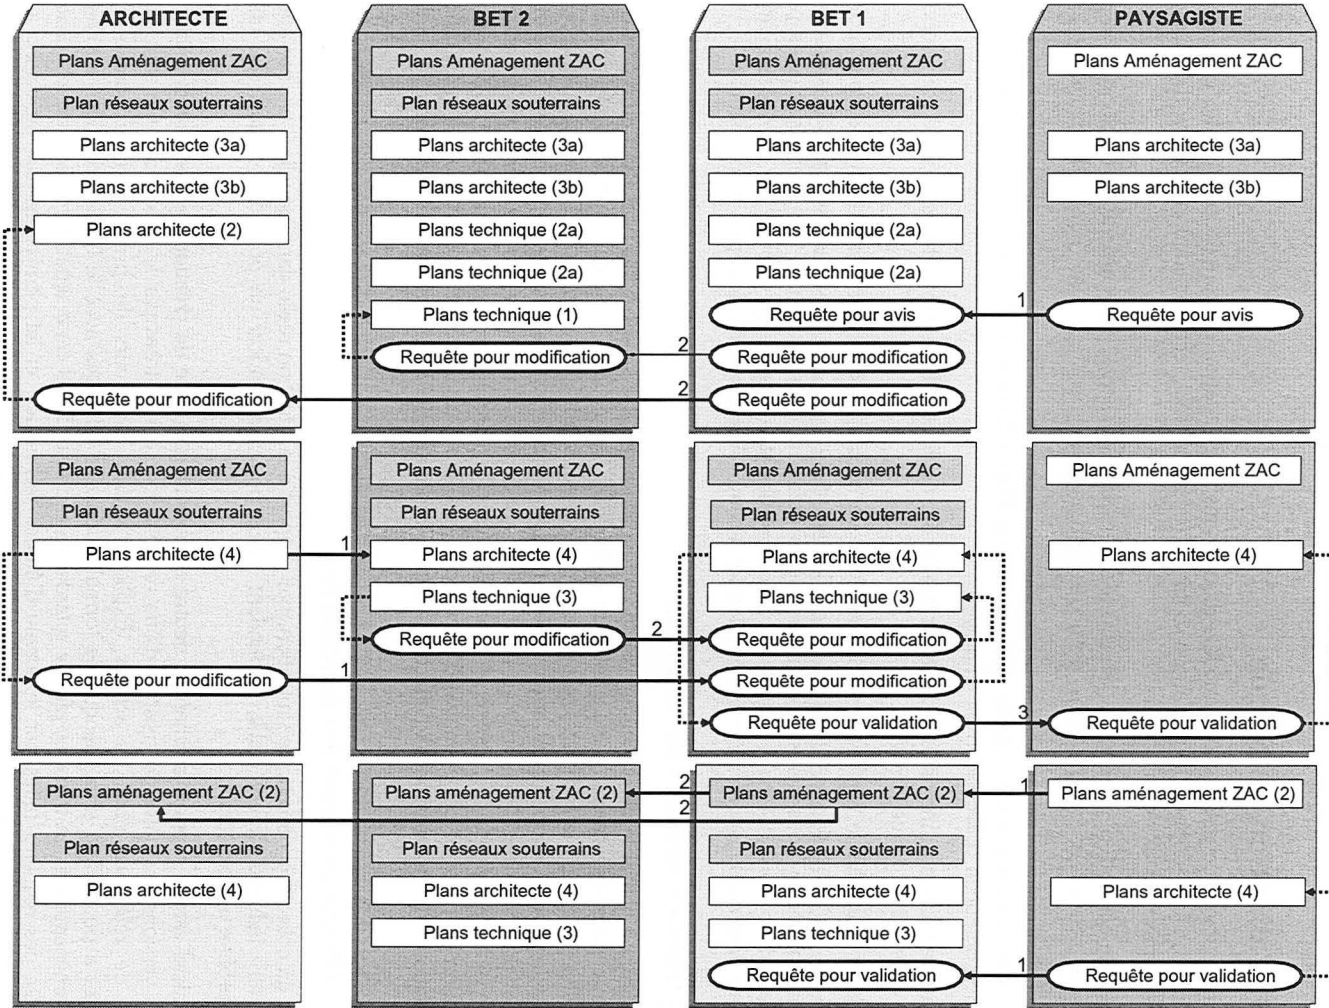 ARCHITECTE BET 2 BET 1 PAYSAGISTE
Plans Aménagement ZAC Plans Aménagement ZAC Plans Aménagement ZAC Plans Aménagement ZAC
Plan réseaux souterrains Plan réseaux souterrains Plan réseaux souterrains
Plans architecte (3a) Plans architecte (3a) Plans architecte (3a) Plans architecte (3a)
Plans architecte (3b) Plans architecte (3b) Plans architecte (3b) Plans architecte (3b)
Plans architecte (2) Plans technique (2a) Plans technique (2a)
Plans technique (2a) Plans technique (2a)
Plans technique (1) Requête pour avis 1 Requête pour avis
Requête pour modification 2 Requête pour modification
Requête pour modification 2 Requête pour modification
Plans Aménagement ZAC Plans Aménagement ZAC Plans Aménagement ZAC Plans Aménagement ZAC
Plan réseaux souterrains Plan réseaux souterrains Plan réseaux souterrains
Plans architecte (4) 1 Plans architecte (4) Plans architecte (4) Plans architecte (4)
Plans technique (3) Plans technique (3)
Requête pour modification 2 Requête pour modification
Requête pour modification 1 Requête pour modification
Requête pour validation 3 Requête pour validation
Plans aménagement ZAC (2) Plans aménagement ZAC (2) 2 Plans aménagement ZAC (2) 1 Plans aménagement ZAC (2)
2
Plan réseaux souterrains Plan réseaux souterrains Plan réseaux souterrains
Plans architecte (4) Plans architecte (4) Plans architecte (4) Plans architecte (4)
Plans technique (3) Plans technique (3)
Requête pour validation 1 Requête pour validation